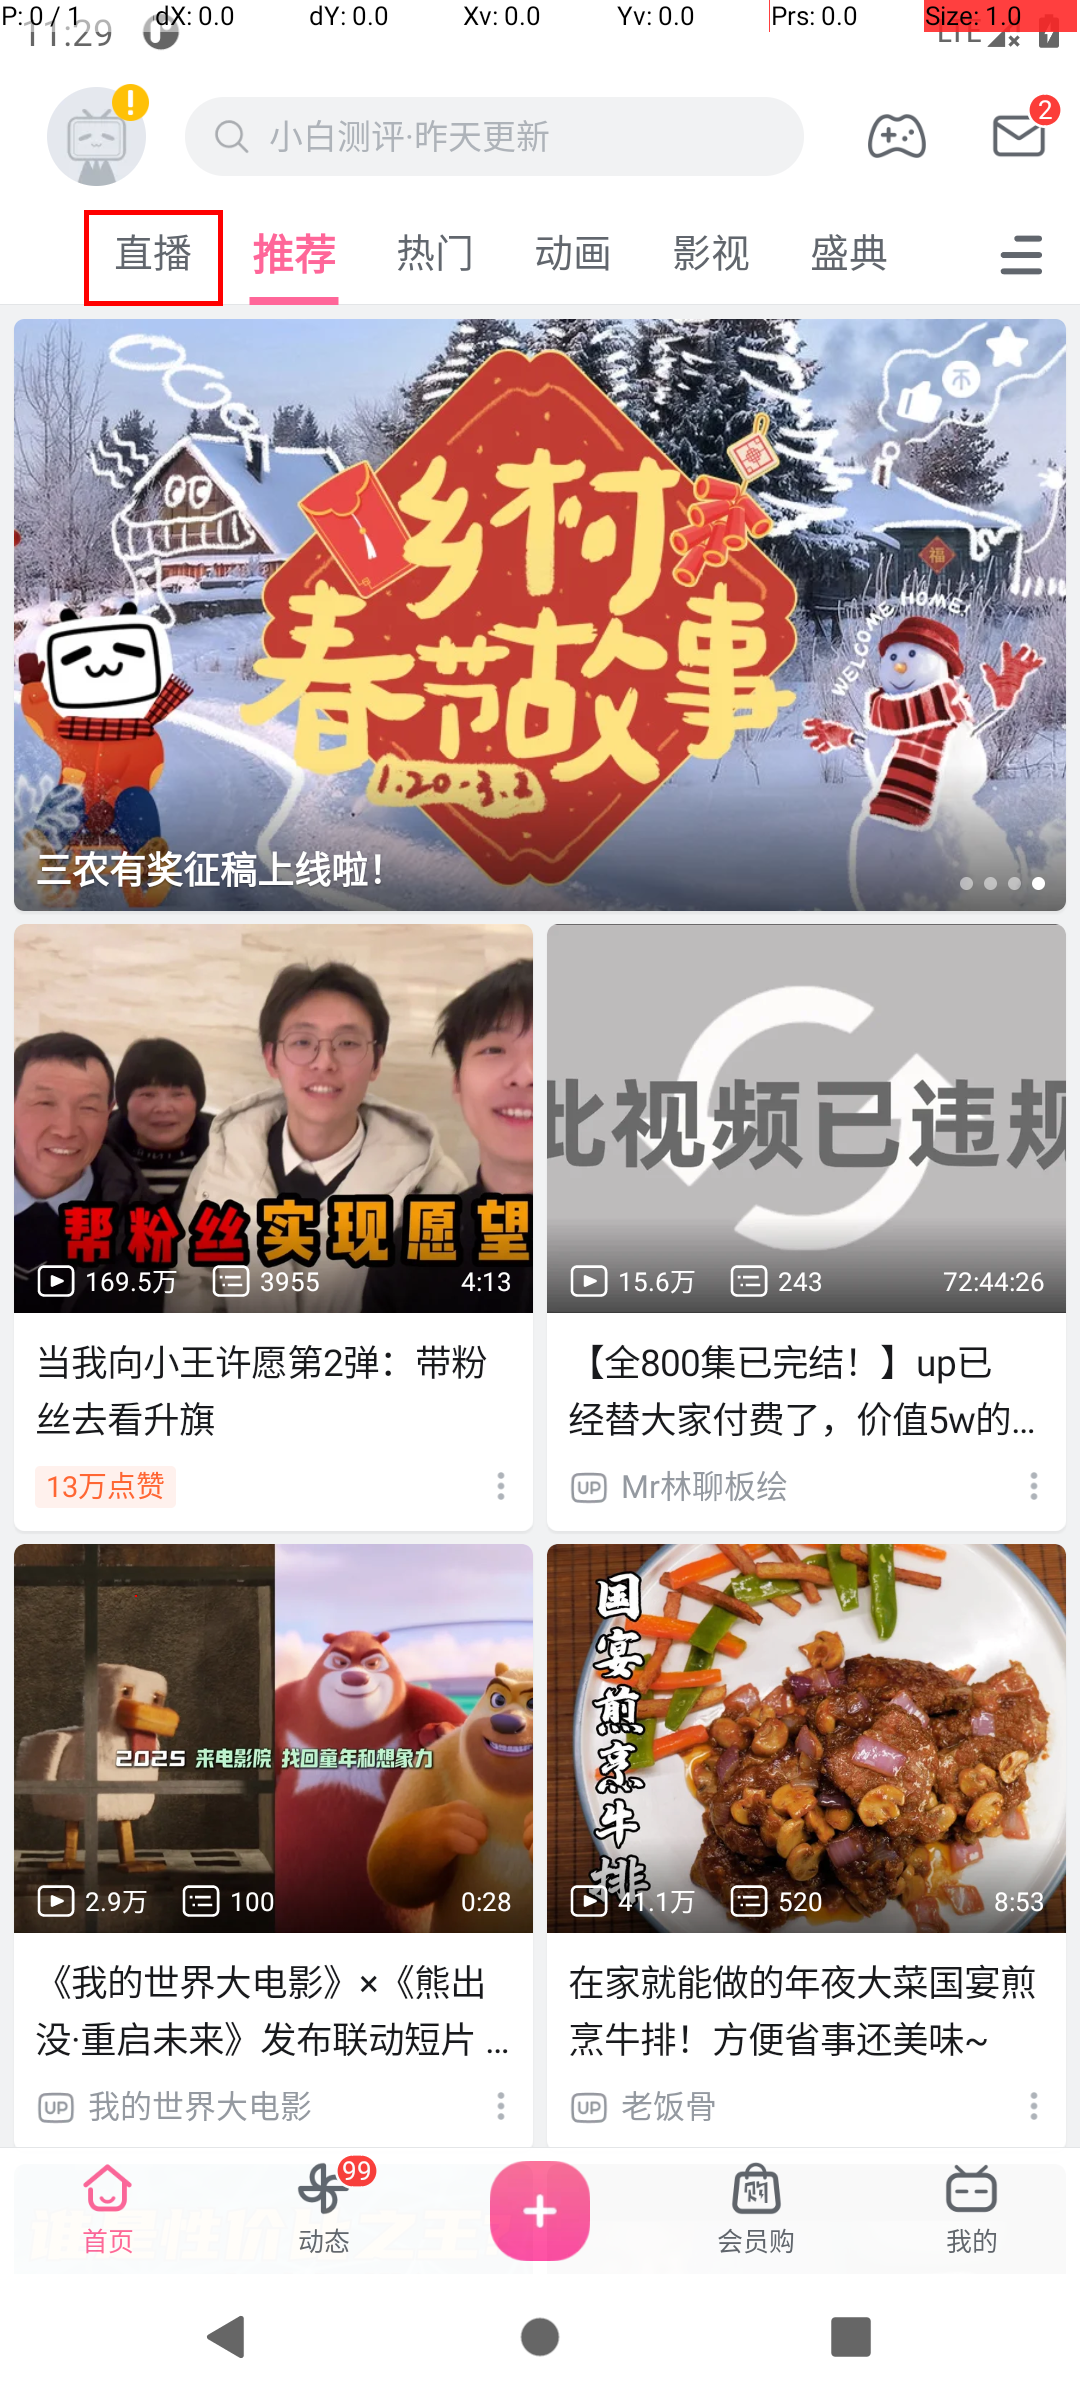 P: 0 / 1 dX: 0.0 dY: 0.0 Xv: 0.0 Yv: 0.0 Prs: 0.0 Size: 1.0
11:29 LTE
小白测评·昨天更新
2
直播 推荐 热门 动画 影视 盛典
乡村
福
WELCOME HOME!
春节故事
1.20-3.2
三农有奖征稿上线啦！
帮粉丝实现愿望
169.5万 3955 4:13
当我向小王许愿第2弹：带粉
丝去看升旗
13万点赞
此视频已违规
15.6万 243 72:44:26
【全800集已完结！】up已
经替大家付费了，价值5w的...
UP Mr林聊板绘
2025 来电影院 找回童年和想象力
2.9万 100 0:28
《我的世界大电影》×《熊出
没·重启未来》发布联动短片 ...
UP 我的世界大电影
国宴煎烹牛排
41.1万 520 8:53
在家就能做的年夜大菜国宴煎
烹牛排！方便省事还美味~
UP 老饭骨
99
购
首页 动态 会员购 我的